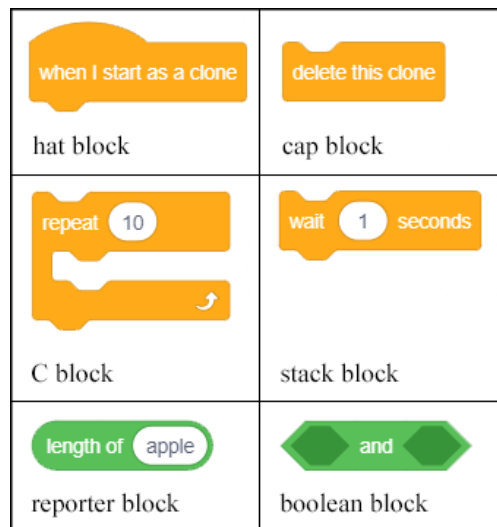 when I start as a clone
hat block
delete this clone
cap block
repeat 10
C block
wait 1 seconds
stack block
length of apple
reporter block
and
boolean block